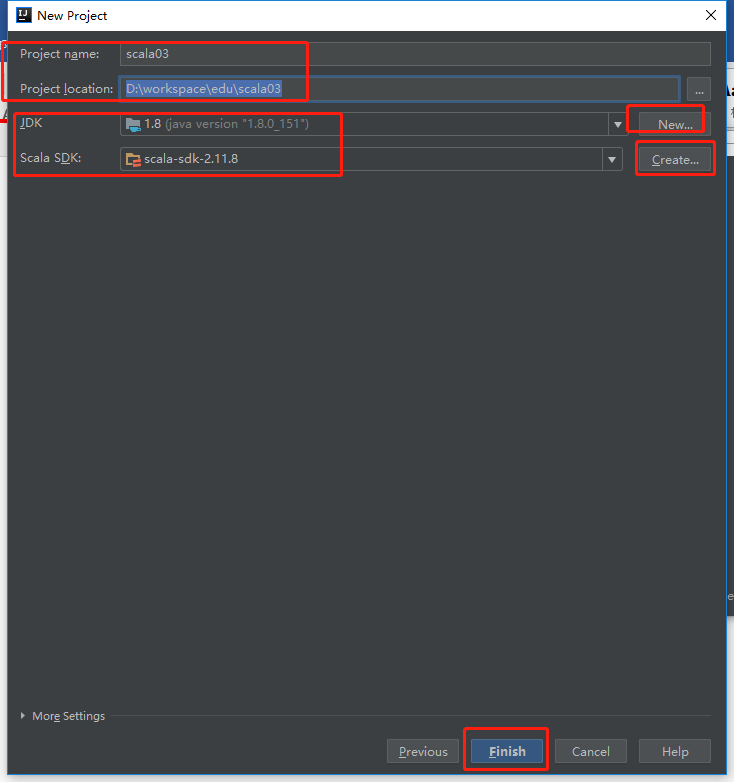 New Project
Project name: scala03
Project location: D:\workspace\edu\scala03 ...
JDK 1.8 (java version "1.8.0_151") New...
Scala SDK: scala-sdk-2.11.8 Create...
More Settings
Previous Finish Cancel Help